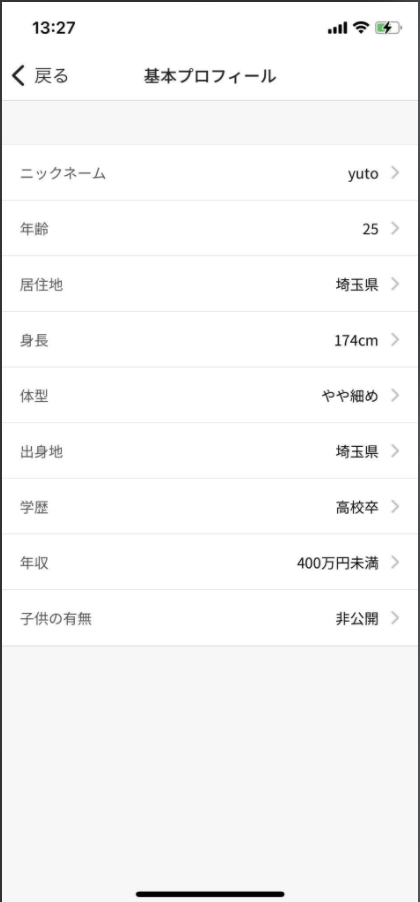 13:27
戻る 基本プロフィール
ニックネーム yuto
年齢 25
居住地 埼玉県
身長 174cm
体型 やや細め
出身地 埼玉県
学歴 高校卒
年収 400万円未満
子供の有無 非公開